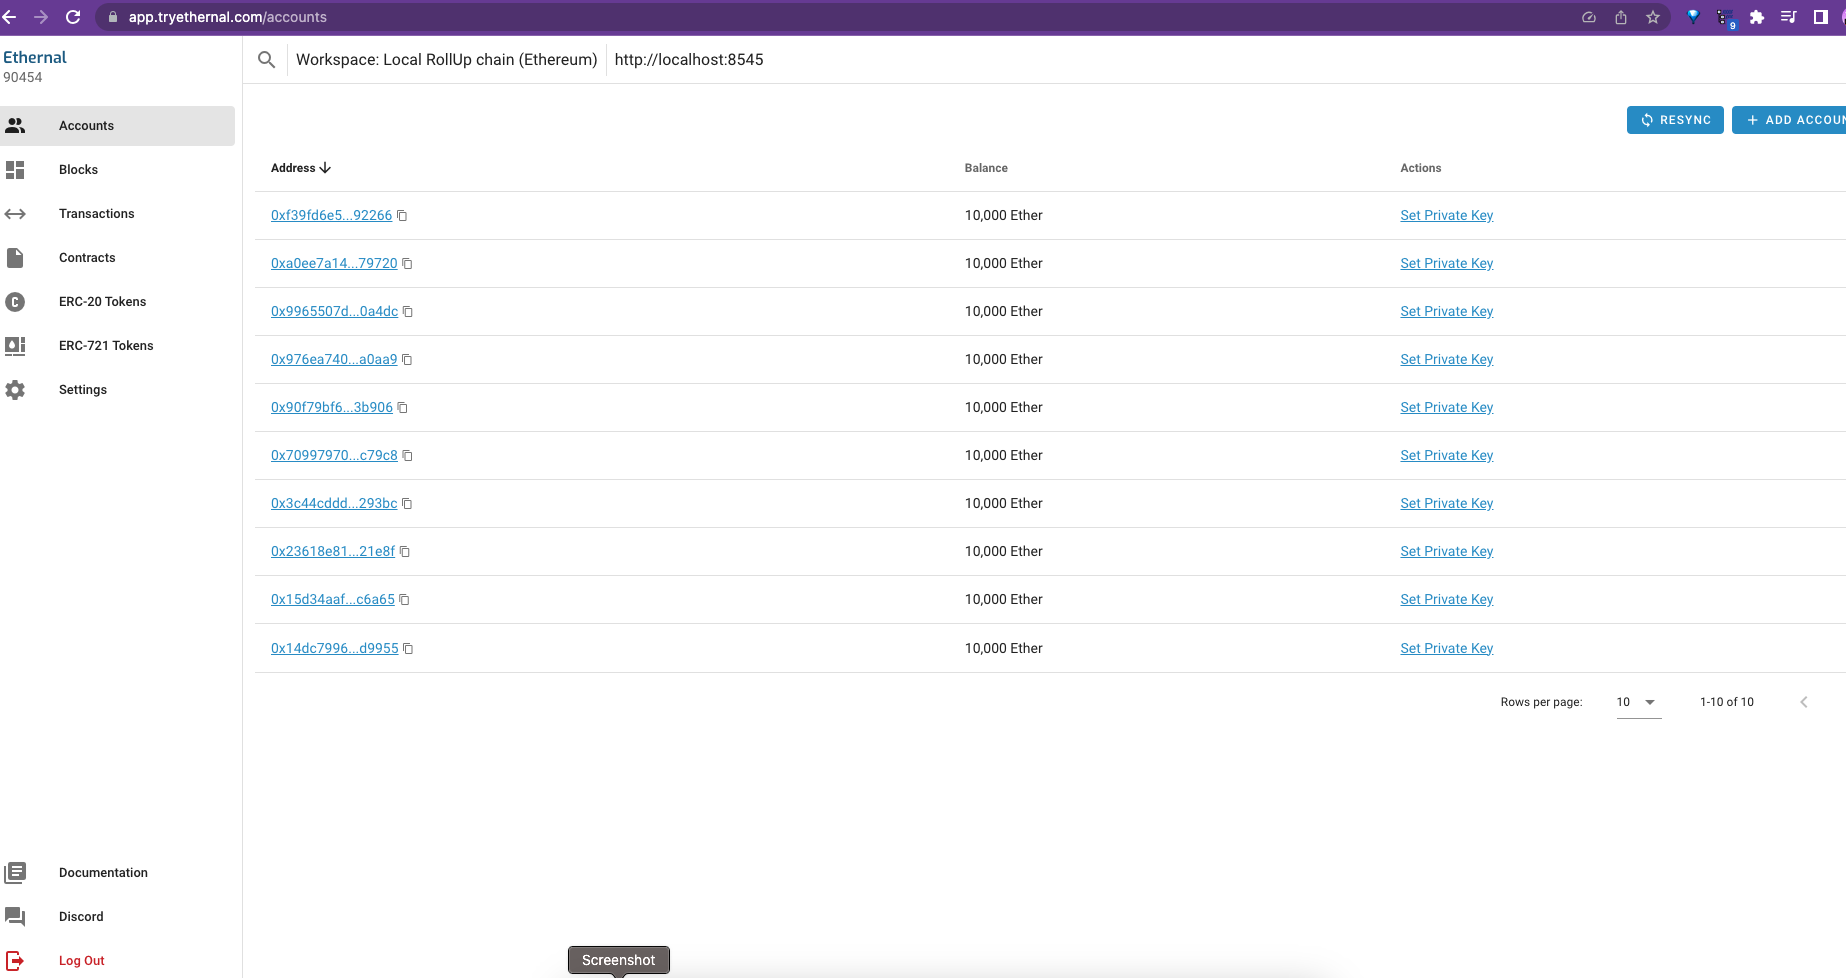 app.tryethernal.com/accounts
9
Ethernal
90454
Workspace: Local RollUp chain (Ethereum) http://localhost:8545
Accounts
Blocks
Transactions
Contracts
ERC-20 Tokens
ERC-721 Tokens
Settings
RESYNC + ADD ACCOUN
Address Balance Actions
0xf39fd6e5...92266 10,000 Ether Set Private Key
0xa0ee7a14...79720 10,000 Ether Set Private Key
0x9965507d...0a4dc 10,000 Ether Set Private Key
0x976ea740...a0aa9 10,000 Ether Set Private Key
0x90f79bf6...3b906 10,000 Ether Set Private Key
0x70997970...c79c8 10,000 Ether Set Private Key
0x3c44cddd...293bc 10,000 Ether Set Private Key
0x23618e81...21e8f 10,000 Ether Set Private Key
0x15d34aaf...c6a65 10,000 Ether Set Private Key
0x14dc7996...d9955 10,000 Ether Set Private Key
Rows per page: 10 1-10 of 10
Documentation
Discord
Log Out
Screenshot